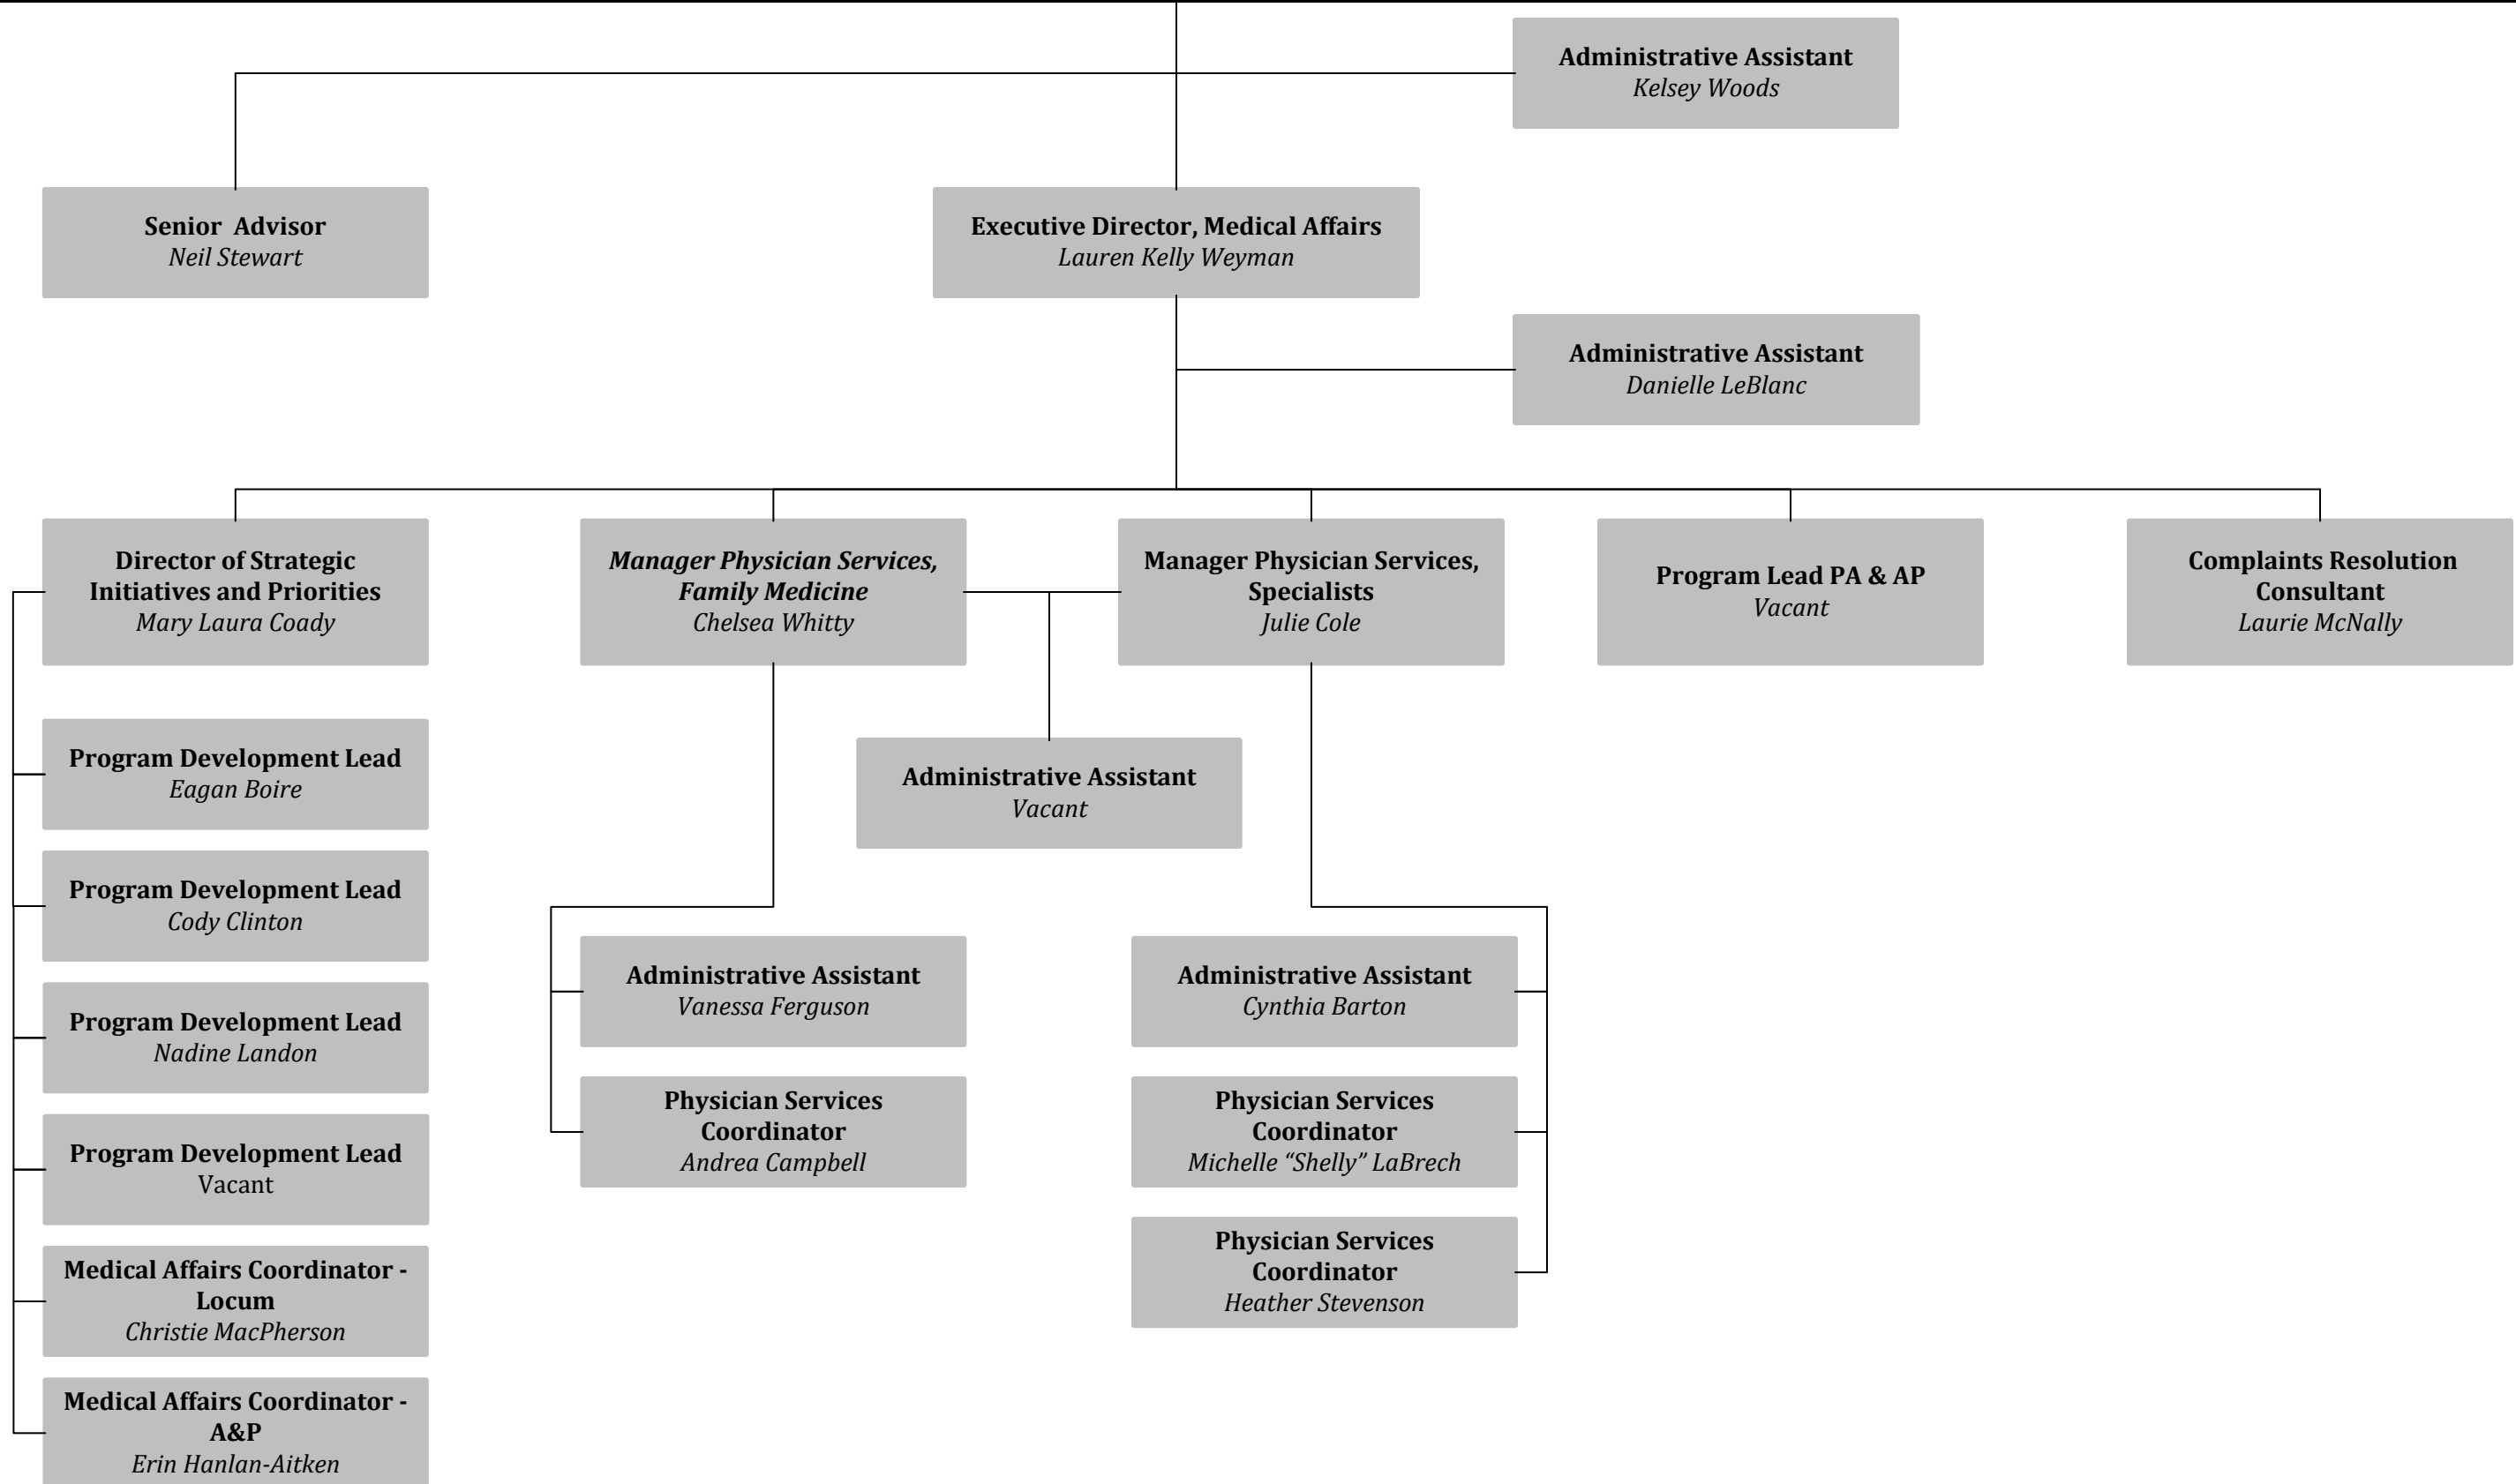 Administrative Assistant
Kelsey Woods
Senior Advisor
Neil Stewart
Executive Director, Medical Affairs
Lauren Kelly Weyman
Administrative Assistant
Danielle LeBlanc
Director of Strategic
Initiatives and Priorities
Mary Laura Coady
Manager Physician Services,
Family Medicine
Chelsea Whitty
Manager Physician Services,
Specialists
Julie Cole
Program Lead PA & AP
Vacant
Complaints Resolution
Consultant
Laurie McNally
Program Development Lead
Eagan Boire
Administrative Assistant
Vacant
Program Development Lead
Cody Clinton
Program Development Lead
Nadine Landon
Program Development Lead
Vacant
Medical Affairs Coordinator -
Locum
Christie MacPherson
Medical Affairs Coordinator -
A&P
Erin Hanlan-Aitken
Administrative Assistant
Vanessa Ferguson
Physician Services
Coordinator
Andrea Campbell
Administrative Assistant
Cynthia Barton
Physician Services
Coordinator
Michelle “Shelly” LaBrech
Physician Services
Coordinator
Heather Stevenson